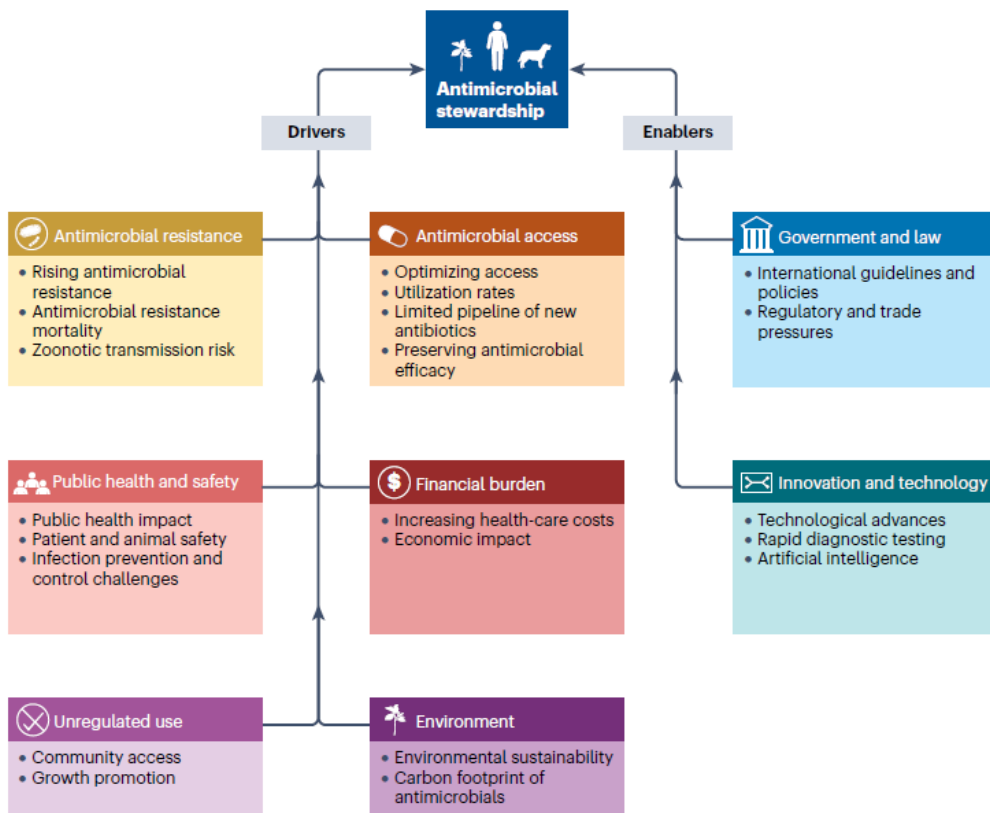 Antimicrobial
stewardship
Drivers
Enablers
Antimicrobial resistance
• Rising antimicrobial
resistance
• Antimicrobial resistance
mortality
• Zoonotic transmission risk
Antimicrobial access
• Optimizing access
• Utilization rates
• Limited pipeline of new
antibiotics
• Preserving antimicrobial
efficacy
Government and law
• International guidelines and
policies
• Regulatory and trade
pressures
Public health and safety
• Public health impact
• Patient and animal safety
• Infection prevention and
control challenges
$
Financial burden
• Increasing health-care costs
• Economic impact
Innovation and technology
• Technological advances
• Rapid diagnostic testing
• Artificial intelligence
Unregulated use
• Community access
• Growth promotion
Environment
• Environmental sustainability
• Carbon footprint of
antimicrobials